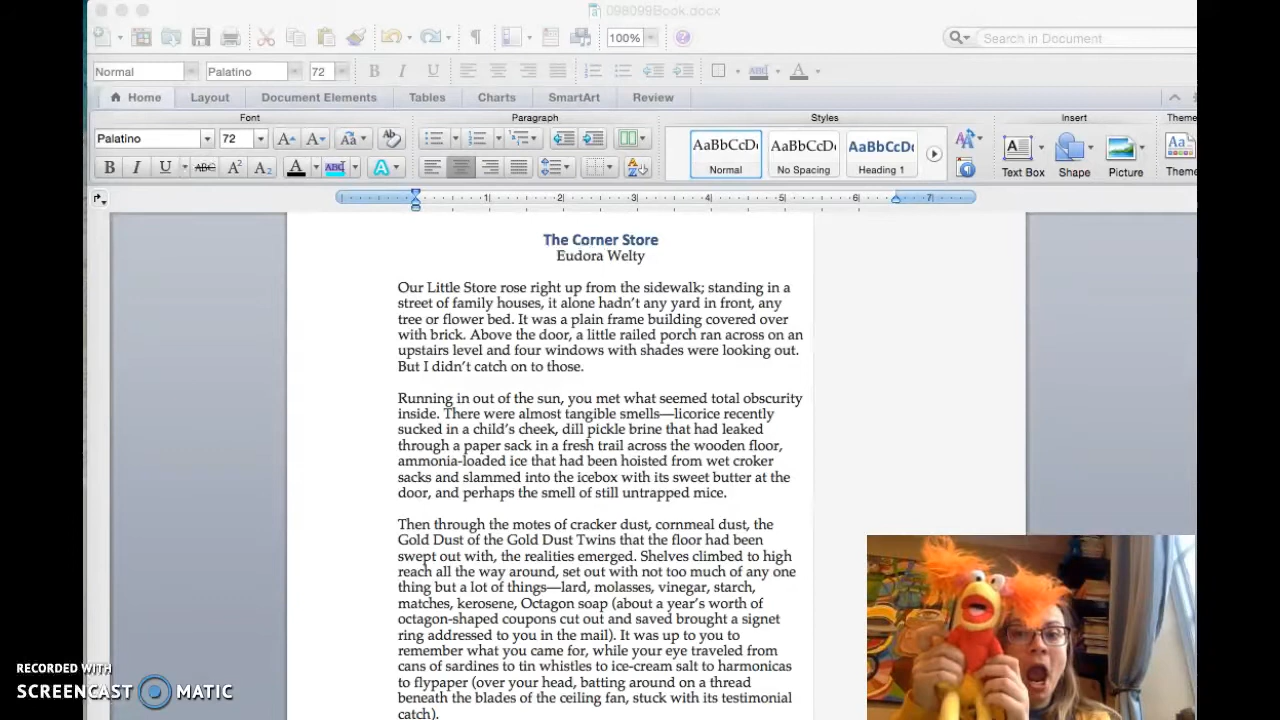 098099Book.docx
100%
Search in Document
Normal
Palatino
72
Home
Layout
Document Elements
Tables
Charts
SmartArt
Review
Font
Paragraph
Styles
Insert
Theme
Palatino
72
AaBbCcDc
AaBbCcDc
AaBbCcDc
Normal
No Spacing
Heading 1
Text Box
Shape
Picture
Theme
The Corner Store
Eudora Welty
Our Little Store rose right up from the sidewalk; standing in a
street of family houses, it alone hadn’t any yard in front, any
tree or flower bed. It was a plain frame building covered over
with brick. Above the door, a little railed porch ran across on an
upstairs level and four windows with shades were looking out.
But I didn’t catch on to those.
Running in out of the sun, you met what seemed total obscurity
inside. There were almost tangible smells—licorice recently
sucked in a child’s cheek, dill pickle brine that had leaked
through a paper sack in a fresh trail across the wooden floor,
ammonia-loaded ice that had been hoisted from wet croker
sacks and slammed into the icebox with its sweet butter at the
door, and perhaps the smell of still untrapped mice.
Then through the motes of cracker dust, cornmeal dust, the
Gold Dust of the Gold Dust Twins that the floor had been
swept out with, the realities emerged. Shelves climbed to high
reach all the way around, set out with not too much of any one
thing but a lot of things—lard, molasses, vinegar, starch,
matches, kerosene, Octagon soap (about a year’s worth of
octagon-shaped coupons cut out and saved brought a signet
ring addressed to you in the mail). It was up to you to
remember what you came for, while your eye traveled from
cans of sardines to tin whistles to ice-cream salt to harmonicas
to flypaper (over your head, batting around on a thread
beneath the blades of the ceiling fan, stuck with its testimonial
catch).
RECORDED WITH
SCREENCAST MATIC